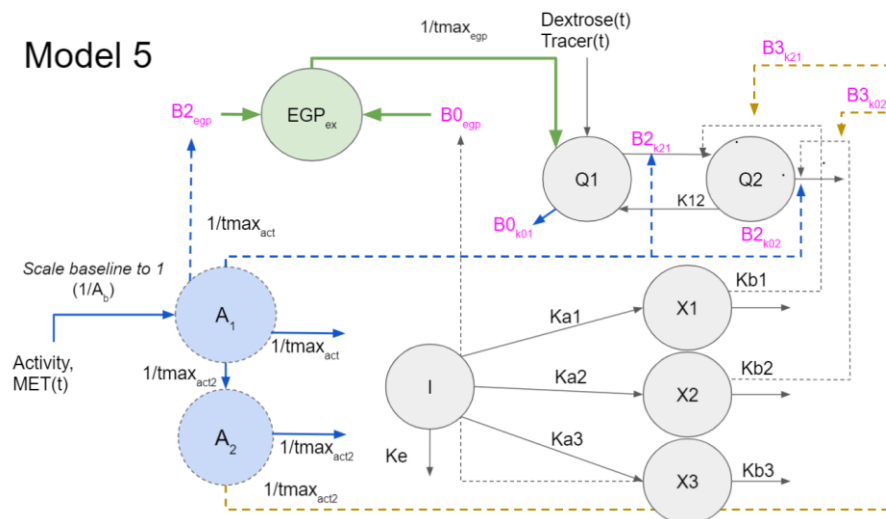 Model 5
1/tmax_egp
Dextrose(t)
Tracer(t)
B3_k21
B3_k02
B2_egp
EGP_ex
B0_egp
B2_k21
Q1
Q2
K12
B0_k01
B2_k02
1/tmax_act
Scale baseline to 1
(1/A_b)
A_1
1/tmax_act
Activity,
MET(t)
1/tmax_act2
A_2
1/tmax_act2
1/tmax_act2
I
Ke
Ka1
Ka2
Ka3
X1
Kb1
X2
Kb2
X3
Kb3